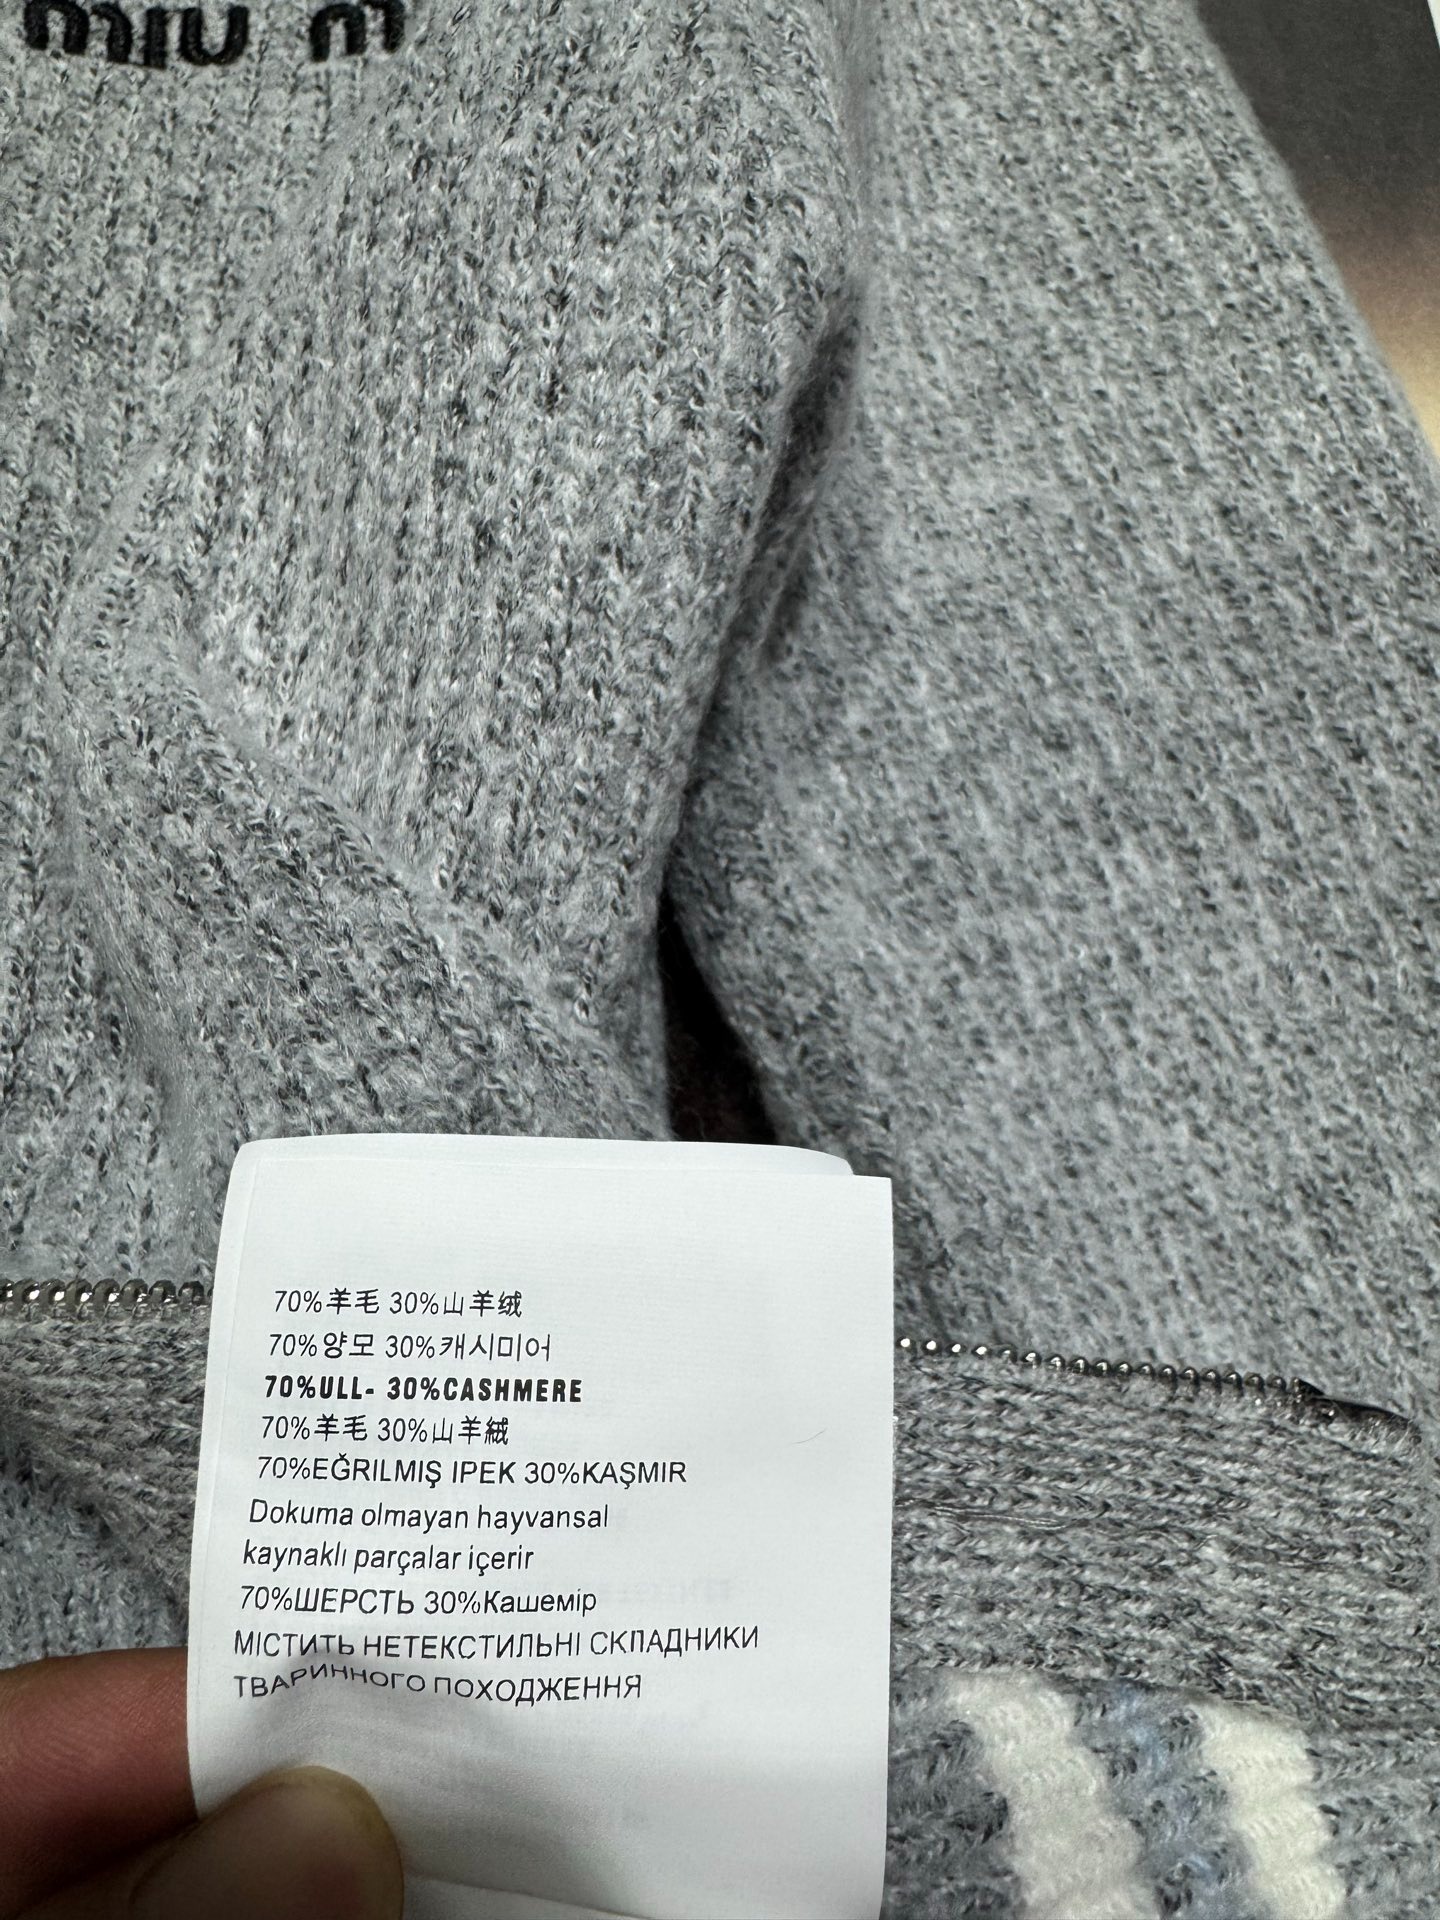 miu m
70%羊毛 30%山羊绒
70%양모 30%캐시미어
70%ULL- 30%CASHMERE
70%羊毛 30%山羊絨
70%EĞRILMIŞ IPEK 30%KAŞMIR
Dokuma olmayan hayvansal
kaynaklı parçalar içerir
70%ШЕРСТЬ 30%Кашемір
МІСТИТЬ НЕТЕКСТИЛЬНІ СКПАДНИКИ
ТВАРИННОГО ПОХОДЖЕННЯ